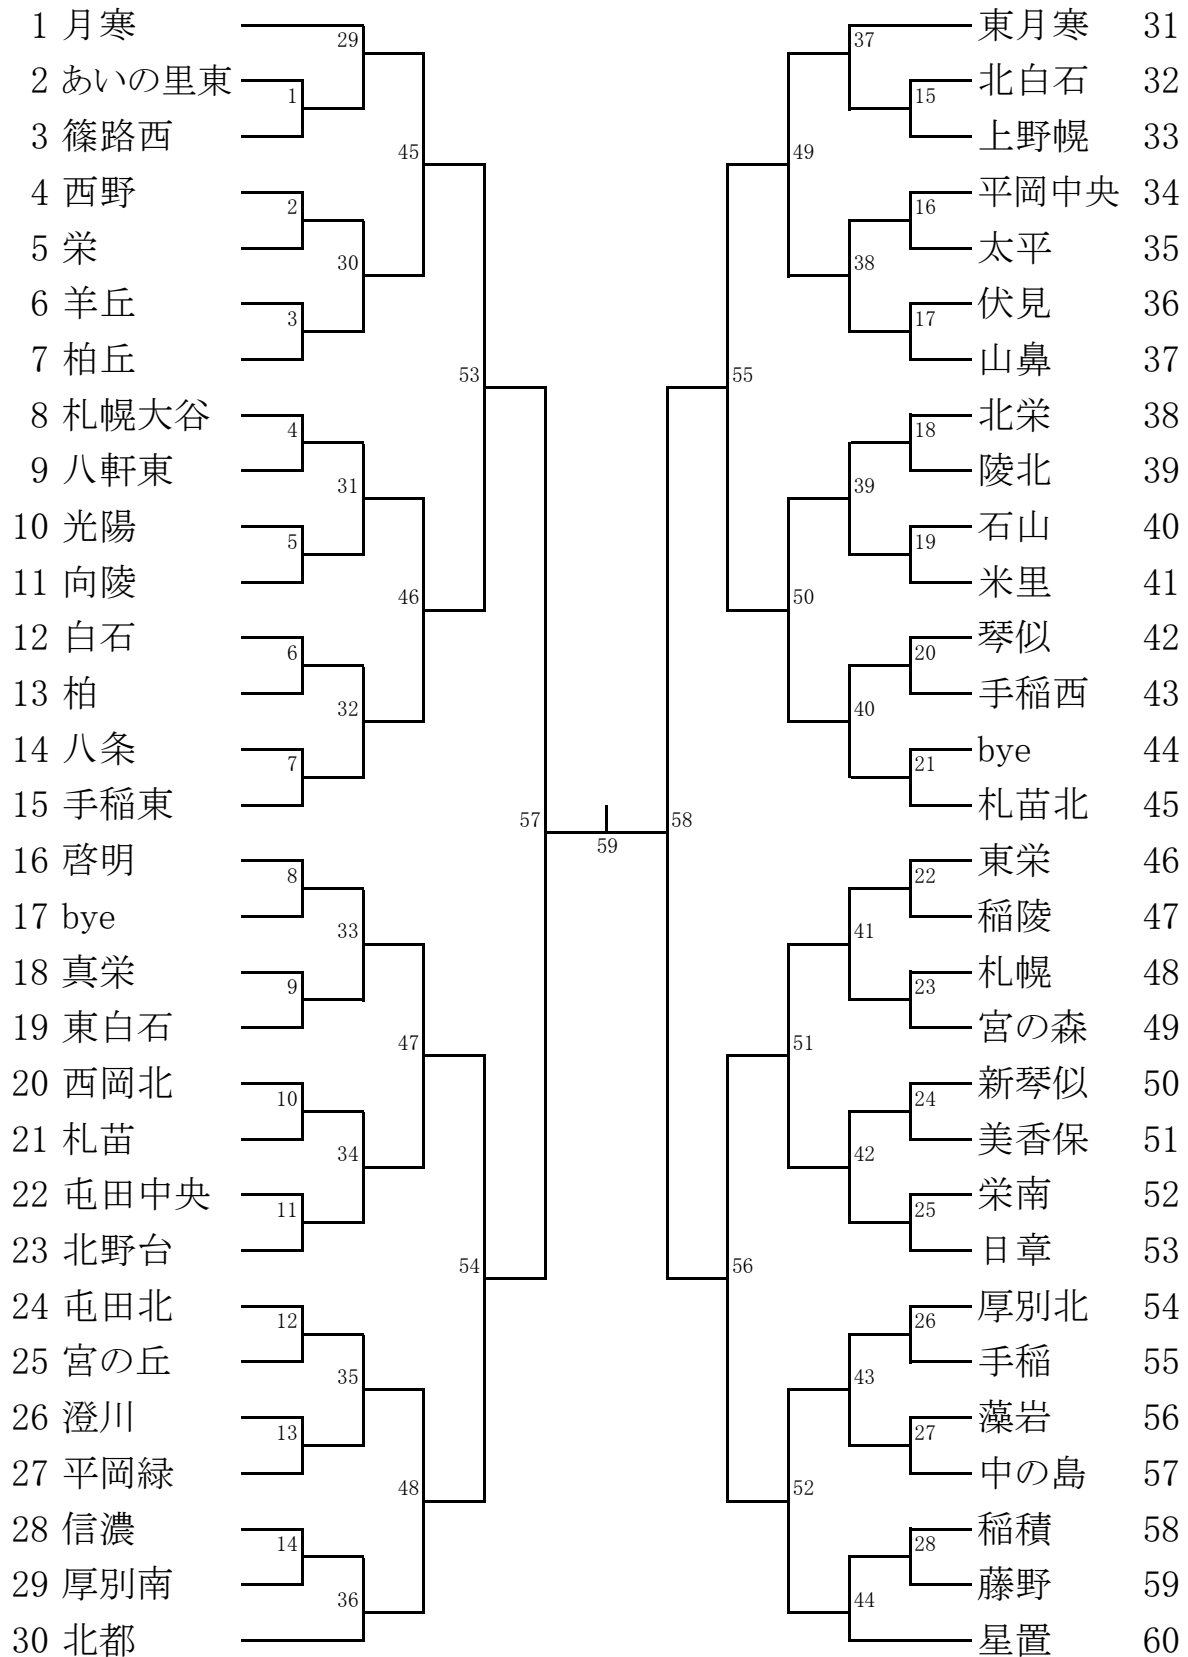 1 月寒
2 あいの里東
3 篠路西
4 西野
5 栄
6 羊丘
7 柏丘
8 札幌大谷
9 八軒東
10 光陽
11 向陵
12 白石
13 柏
14 八条
15 手稲東
16 啓明
17 bye
18 真栄
19 東白石
20 西岡北
21 札苗
22 屯田中央
23 北野台
24 屯田北
25 宮の丘
26 澄川
27 平岡緑
28 信濃
29 厚別南
30 北都
1
2
3
4
5
6
7
8
9
10
11
12
13
14
29
30
31
32
33
34
35
36
45
46
47
48
53
54
57
59
58
55
56
49
50
51
52
37
38
39
40
41
42
43
44
15
16
17
18
19
20
21
22
23
24
25
26
27
28
東月寒 31
北白石 32
上野幌 33
平岡中央 34
太平 35
伏見 36
山鼻 37
北栄 38
陵北 39
石山 40
米里 41
琴似 42
手稲西 43
bye 44
札苗北 45
東栄 46
稲陵 47
札幌 48
宮の森 49
新琴似 50
美香保 51
栄南 52
日章 53
厚別北 54
手稲 55
藻岩 56
中の島 57
稲積 58
藤野 59
星置 60